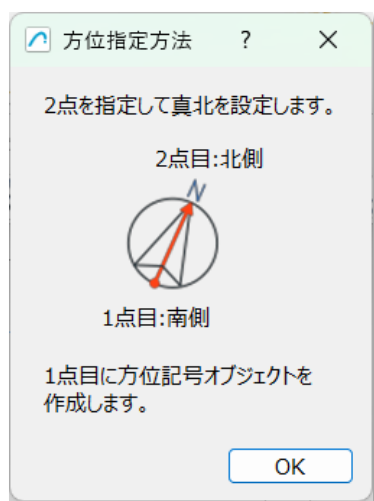 方位指定方法 ?
2点を指定して真北を設定します。
2点目:北側
N
1点目:南側
1点目に方位記号オブジェクトを
作成します。
OK